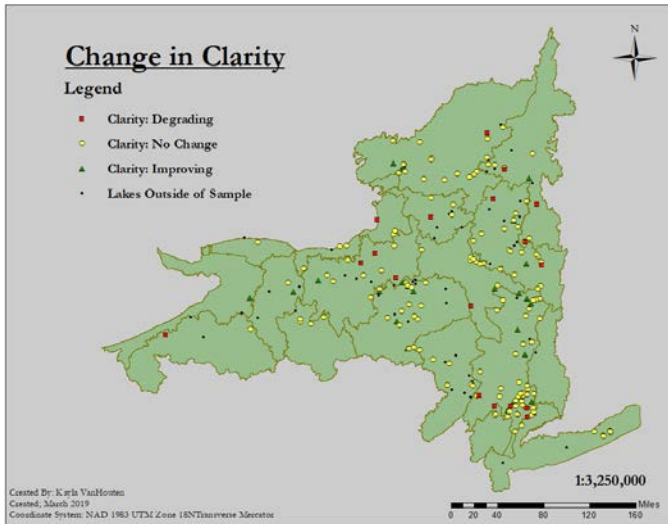 Change in Clarity
N
Legend
Clarity: Degrading
Clarity: No Change
Clarity: Improving
Lakes Outside of Sample
1:3,250,000
Created By: Kayla VanHouten
Created; March 2019
Coordinate System: NAD 1983 UTM Zone 18NTransverse Mercator
Miles
0 20 40 80 120 160